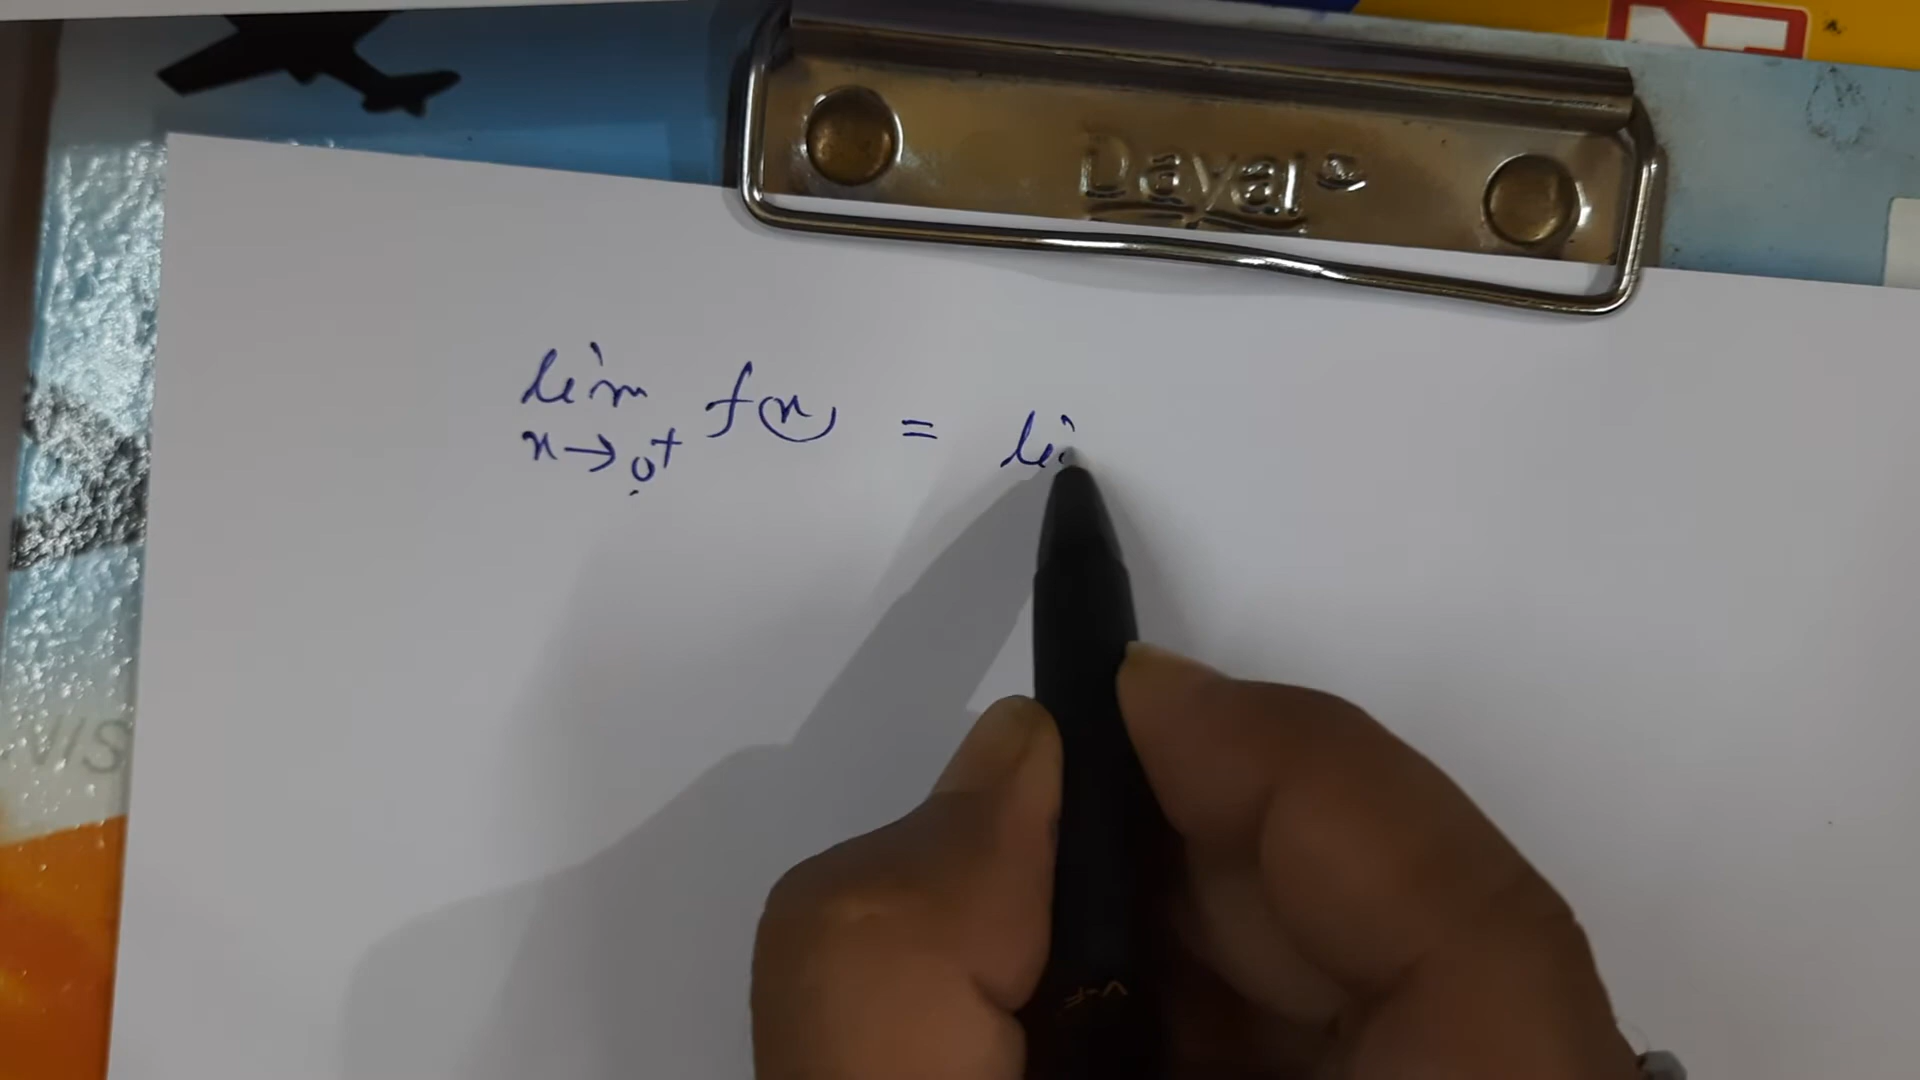 Dayal
lim f(x) = li
x→0⁺